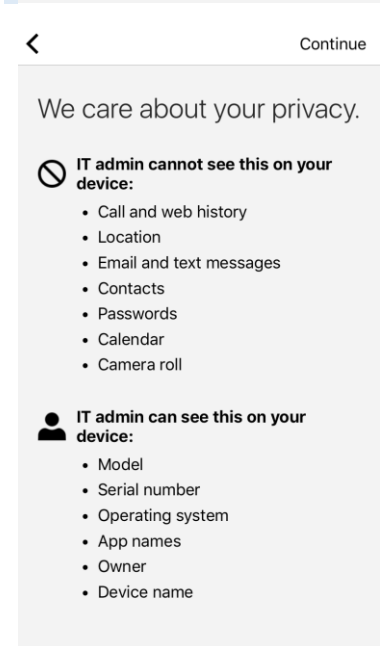 Continue
We care about your privacy.
IT admin cannot see this on your
device:
• Call and web history
• Location
• Email and text messages
• Contacts
• Passwords
• Calendar
• Camera roll
IT admin can see this on your
device:
• Model
• Serial number
• Operating system
• App names
• Owner
• Device name